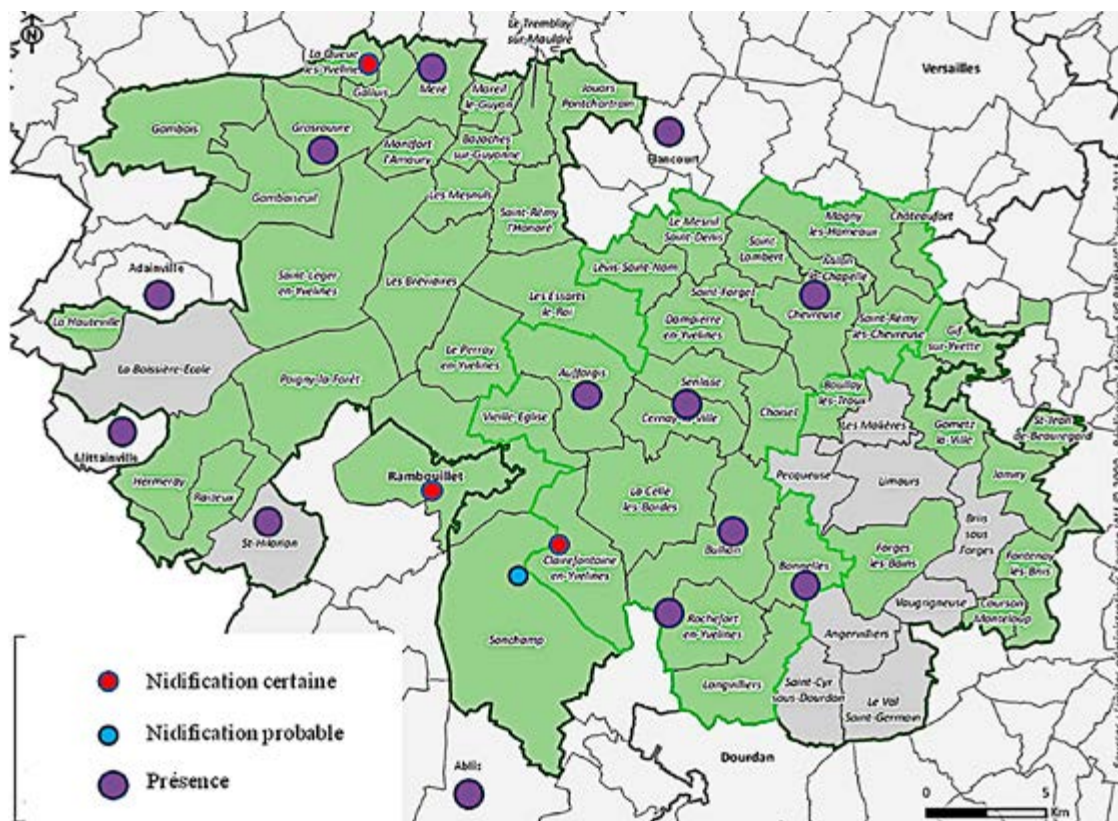 N
Le Tremblay
sur-Mauldre
Versailles
La Queue
les-Yvelines
Galluis
Meré
Mareil
le-Guyon
Jouars
Pontchartrain
Gambais
Grosrouvre
Montfort
l'Amaury
Bazoches
sur-Guyonne
Elancourt
Gambaiseuil
Les Mesnuls
Saint-Rémy
l'Honoré
Le Mesnil
Saint-Denis
Magny
les-Hameaux
Châteaufort
Saint
Lambert
Milon
la-Chapelle
Adainville
Saint-Léger
en-Yvelines
Les Bréviaires
Lévis-Saint-Nom
Saint-Forget
Chevreuse
Les Essarts
le-Roi
Dampierre
en-Yvelines
Saint-Rémy
lès-Chevreuse
Gif
sur-Yvette
La Hauteville
La Boissière-École
Poigny-la-Forêt
Le Perray
en-Yvelines
Auffargis
Senlisse
Cernay-la-Ville
Choisel
Boullay
les-Troux
Les Molières
Gometz
la-Ville
St-Jean
de-Beauregard
Vieille-Eglise
Mittainville
Hermeray
Raizeux
Rambouillet
St-Hilarion
La Celle
les-Bordes
Pecqueuse
Limours
Janvry
Briis
sous
Forges
Clairefontaine
en-Yvelines
Bullion
Bonnelles
Forges
les-Bains
Fontenay
lès-Briis
Vaugrigneuse
Courson
Monteloup
Sonchamp
Rochefort
en-Yvelines
Angervilliers
Longvilliers
Saint-Cyr
sous-Dourdan
Le Val
Saint-Germain
Dourdan
Ablis
Nidification certaine
Nidification probable
Présence
0 5
Km